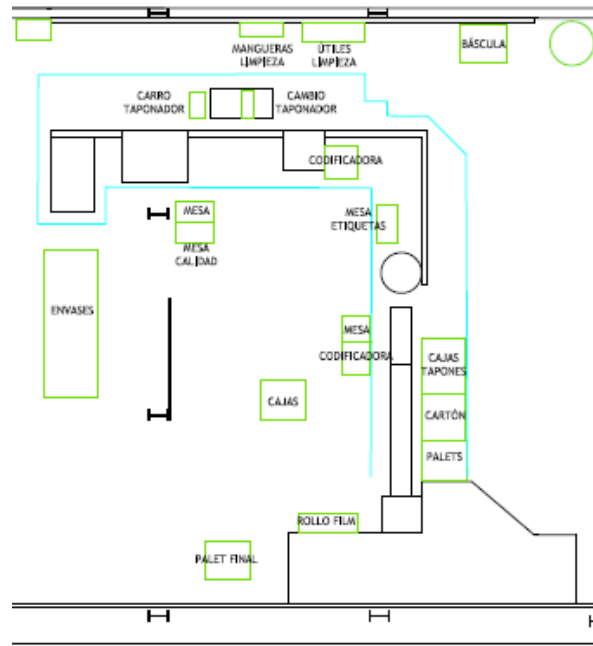 MANGUERAS
LIMPIEZA
ÚTILES
LIMPIEZA
BÁSCULA
CARRO
TAPONADOR
CAMBIO
TAPONADOR
CODIFICADORA
MESA
MESA
CALIDAD
MESA
ETIQUETAS
ENVASES
MESA
CODIFICADORA
CAJAS
TAPONES
CAJAS
CARTÓN
PALETS
ROLLO FILM
PALET FINAL